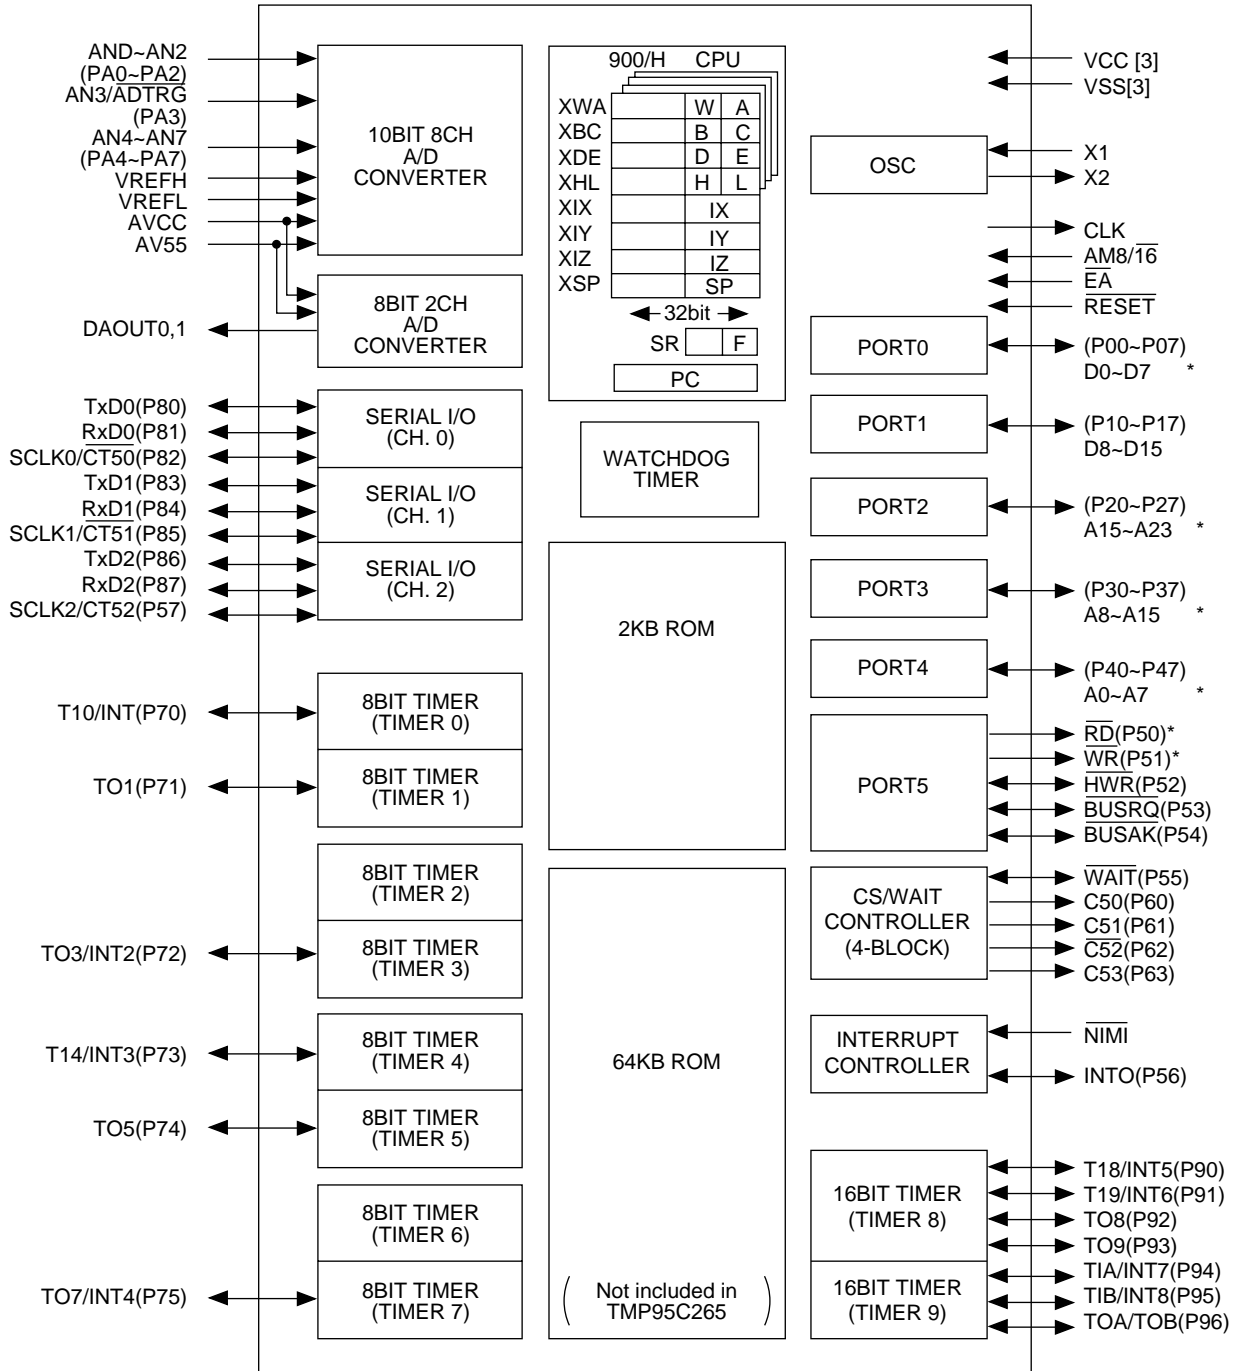 AND~AN2
(PA0~PA2)
AN3/ADTRG
(PA3)
AN4~AN7
(PA4~PA7)
VREFH
VREFL
AVCC
AV55
DAOUT0,1
TxD0(P80)
RxD0(P81)
SCLK0/CT50(P82)
TxD1(P83)
RxD1(P84)
SCLK1/CT51(P85)
TxD2(P86)
RxD2(P87)
SCLK2/CT52(P57)
T10/INT(P70)
TO1(P71)
TO3/INT2(P72)
T14/INT3(P73)
TO5(P74)
TO7/INT4(P75)
10BIT 8CH
A/D
CONVERTER
8BIT 2CH
A/D
CONVERTER
SERIAL I/O
(CH. 0)
SERIAL I/O
(CH. 1)
SERIAL I/O
(CH. 2)
8BIT TIMER
(TIMER 0)
8BIT TIMER
(TIMER 1)
8BIT TIMER
(TIMER 2)
8BIT TIMER
(TIMER 3)
8BIT TIMER
(TIMER 4)
8BIT TIMER
(TIMER 5)
8BIT TIMER
(TIMER 6)
8BIT TIMER
(TIMER 7)
900/H CPU
XWA W A
XBC B C
XDE D E
XHL H L
XIX IX
XIY IY
XIZ IZ
XSP SP
32bit
SR F
PC
WATCHDOG
TIMER
2KB ROM
64KB ROM
( Not included in )
TMP95C265
OSC
PORT0
PORT1
PORT2
PORT3
PORT4
PORT5
CS/WAIT
CONTROLLER
(4-BLOCK)
INTERRUPT
CONTROLLER
16BIT TIMER
(TIMER 8)
16BIT TIMER
(TIMER 9)
VCC [3]
VSS[3]
X1
X2
CLK
AM8/16
EA
RESET
(P00~P07)
D0~D7 *
(P10~P17)
D8~D15
(P20~P27)
A15~A23 *
(P30~P37)
A8~A15 *
(P40~P47)
A0~A7 *
RD(P50)*
WR(P51)*
HWR(P52)
BUSRQ(P53)
BUSAK(P54)
WAIT(P55)
C50(P60)
C51(P61)
C52(P62)
C53(P63)
NIMI
INTO(P56)
T18/INT5(P90)
T19/INT6(P91)
TO8(P92)
TO9(P93)
TIA/INT7(P94)
TIB/INT8(P95)
TOA/TOB(P96)